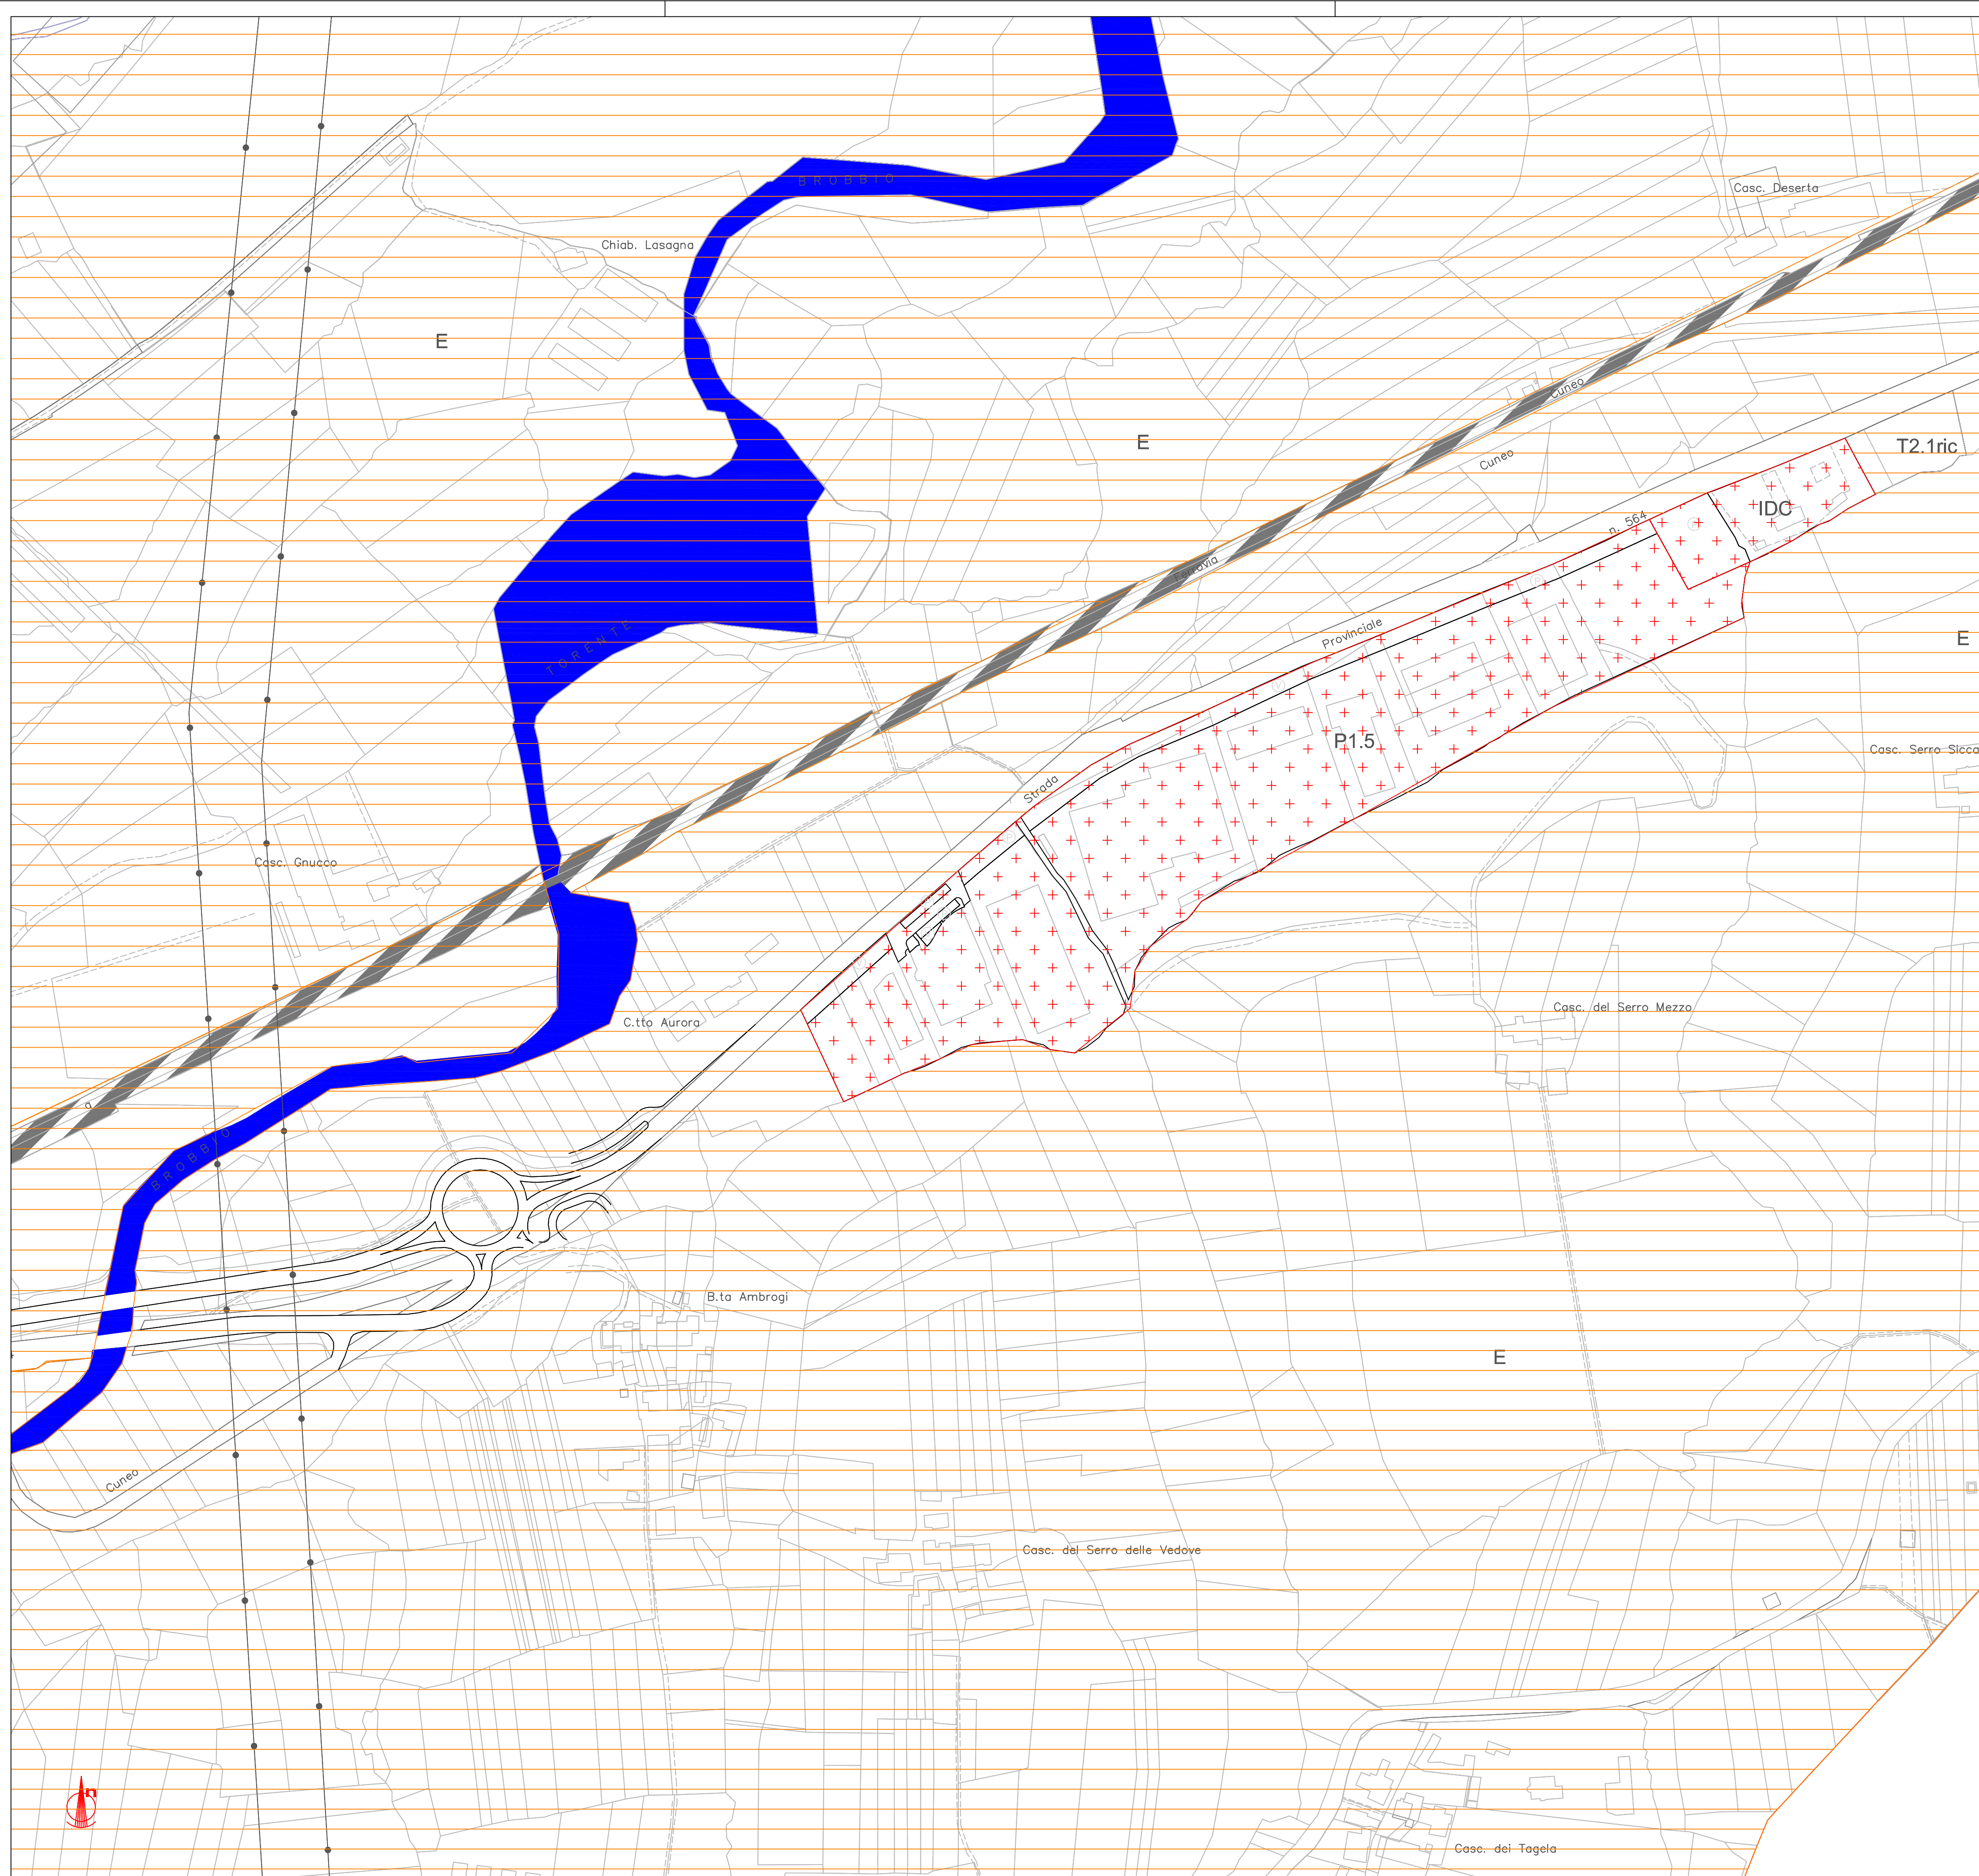 BROBBIO
Casc. Deserta
Chiab. Lasagna
E
Cuneo
E
T2.1ric
Cuneo
IDC
n. 564
P
P
Ferrovia
TORENTE
Provinciale
E
V
P1.5
Casc. Serro Sicca
Strada
P
Casc. Gnucco
Casc. del Serro Mezzo
C.tto Aurora
a
BROBBIO
B.ta Ambrogi
E
Cuneo
Casc. del Serro delle Vedove
n
Casc. dei Tagela